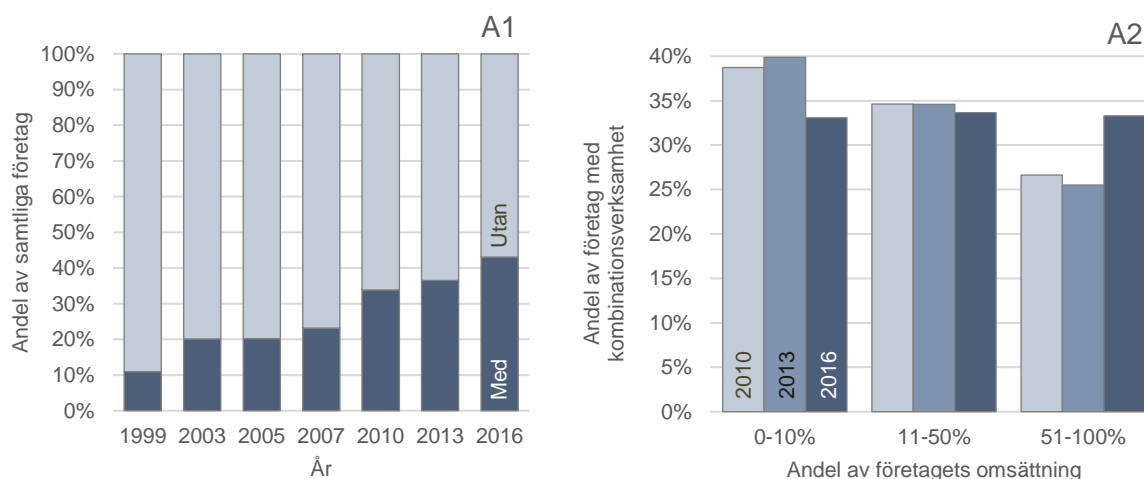 A1
100%
90%
80%
70%
60%
50%
40%
30%
20%
10%
0%
Andel av samtliga företag
Utan
Med
1999 2003 2005 2007 2010 2013 2016
År
A2
40%
35%
30%
25%
20%
15%
10%
5%
0%
Andel av företag med
kombinationsverksamhet
2010
2013
2016
0-10% 11-50% 51-100%
Andel av företagets omsättning